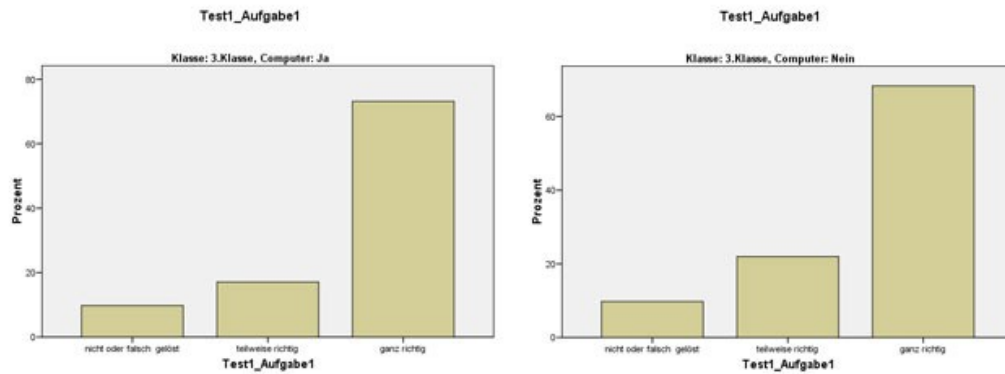 Test1_Aufgabe1
Klasse: 3.Klasse, Computer: Ja
80
60
40
20
0
Prozent
nicht oder falsch gelöst
teilweise richtig
ganz richtig
Test1_Aufgabe1
Test1_Aufgabe1
Klasse: 3.Klasse, Computer: Nein
60
40
20
0
Prozent
nicht oder falsch gelöst
teilweise richtig
ganz richtig
Test1_Aufgabe1